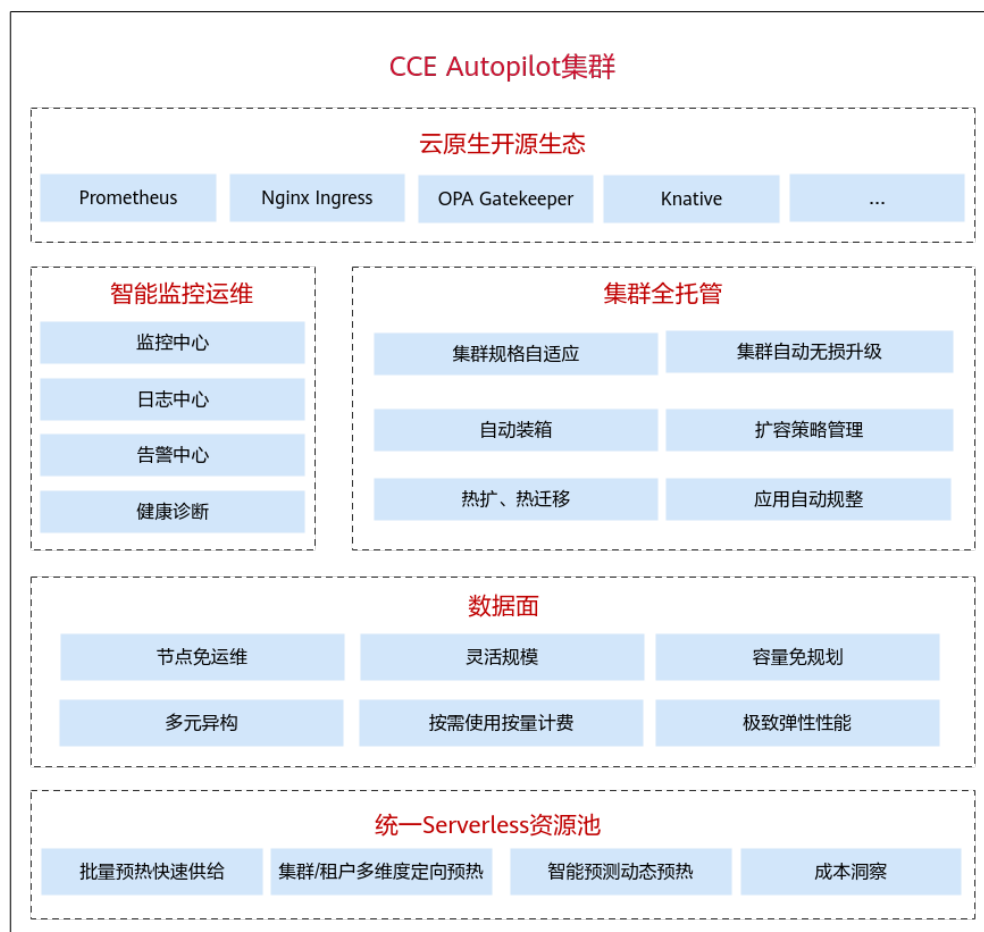 CCE Autopilot集群
云原生开源生态
Prometheus
Nginx Ingress
OPA Gatekeeper
Knative
...
智能监控运维
监控中心
日志中心
告警中心
健康诊断
集群全托管
集群规格自适应
集群自动无损升级
自动装箱
扩容策略管理
热扩、热迁移
应用自动规整
数据面
节点免运维
灵活规模
容量免规划
多元异构
按需使用按量计费
极致弹性性能
统一Serverless资源池
批量预热快速供给
集群/租户多维度定向预热
智能预测动态预热
成本洞察